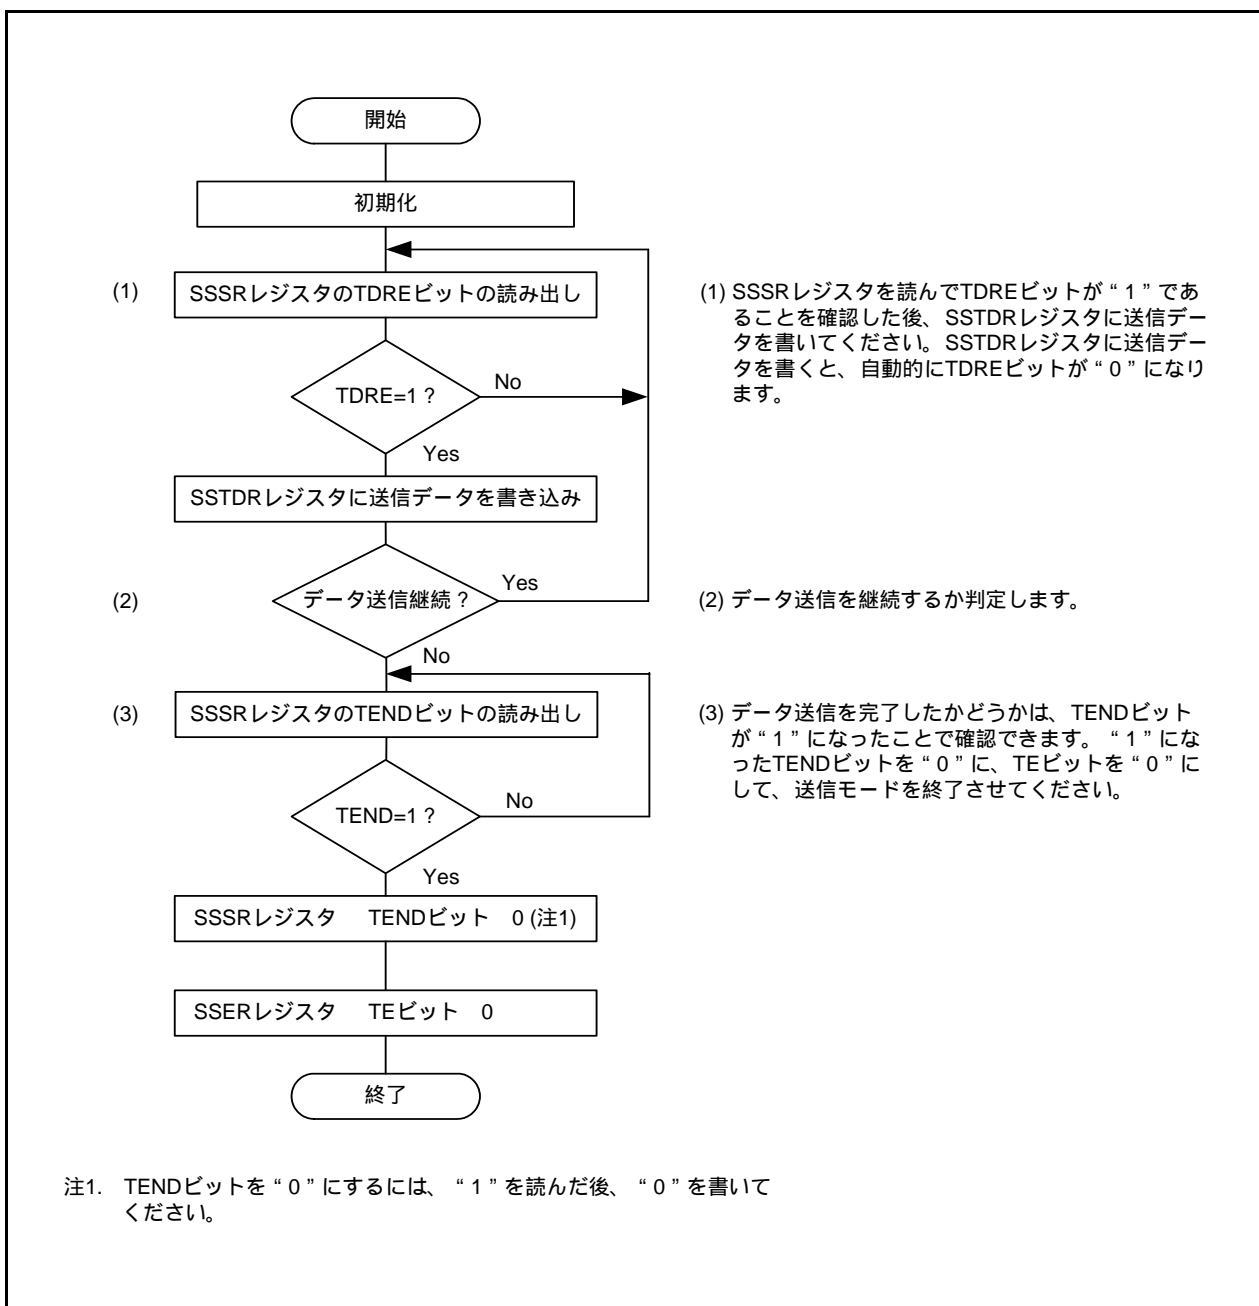 開始
初期化
(1)
SSSRレジスタのTDREビットの読み出し
(1) SSSRレジスタを読んでTDREビットが“1”であ
ることを確認した後、SSTDRレジスタに送信デー
タを書いてください。SSTDRレジスタに送信デー
タを書くと、自動的にTDREビットが“0”になり
ます。
TDRE=1 ?
No
Yes
SSTDRレジスタに送信データを書き込み
(2)
データ送信継続 ?
Yes
(2) データ送信を継続するか判定します。
No
(3)
SSSRレジスタのTENDビットの読み出し
(3) データ送信を完了したかどうかは、TENDビット
が“1”になったことで確認できます。“1”にな
ったTENDビットを“0”に、TEビットを“0”に
して、送信モードを終了させてください。
TEND=1 ?
No
Yes
SSSRレジスタ TENDビット 0 (注1)
SSERレジスタ TEビット 0
終了
注1. TENDビットを“0”にするには、“1”を読んだ後、“0”を書いて
ください。